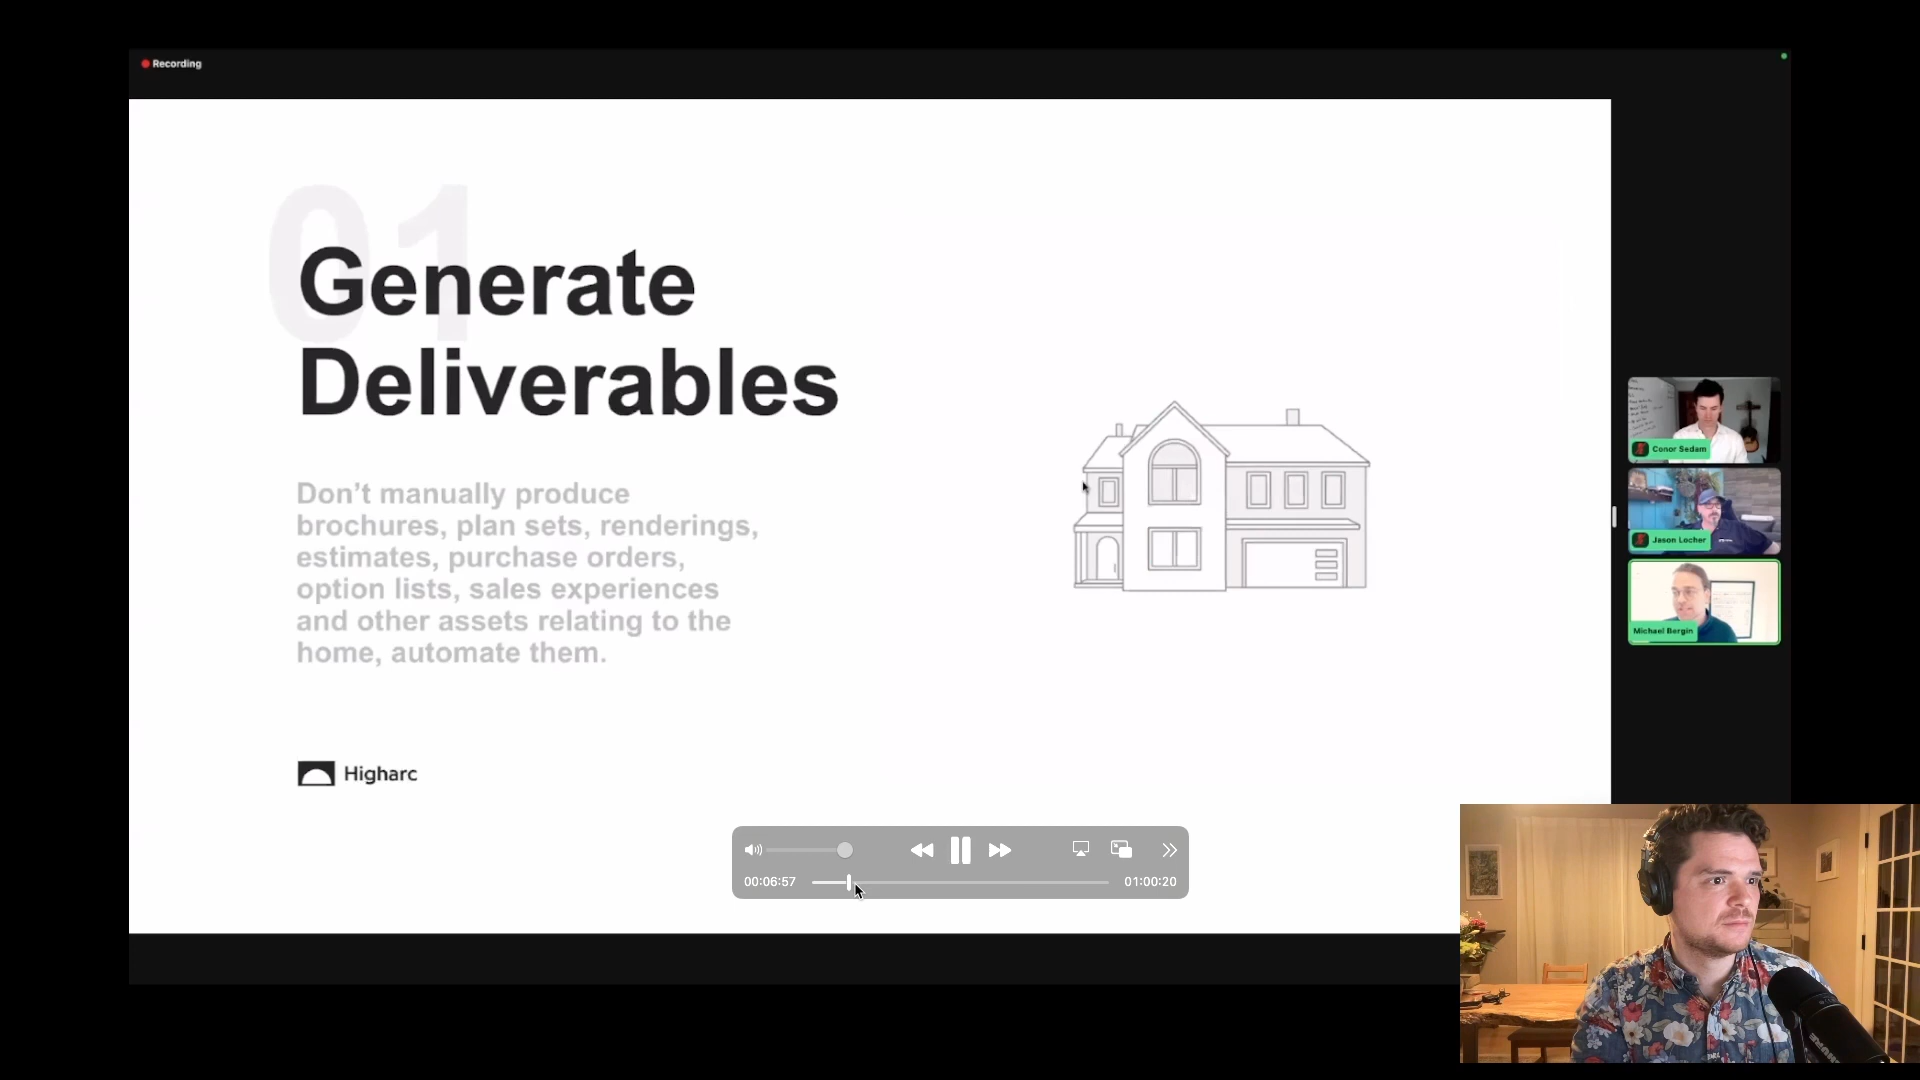 Recording
01
Generate
Deliverables
Don’t manually produce
brochures, plan sets, renderings,
estimates, purchase orders,
option lists, sales experiences
and other assets relating to the
home, automate them.
Higharc
Conor Sedam
Jason Locher
Michael Bergin
00:06:57
01:00:20